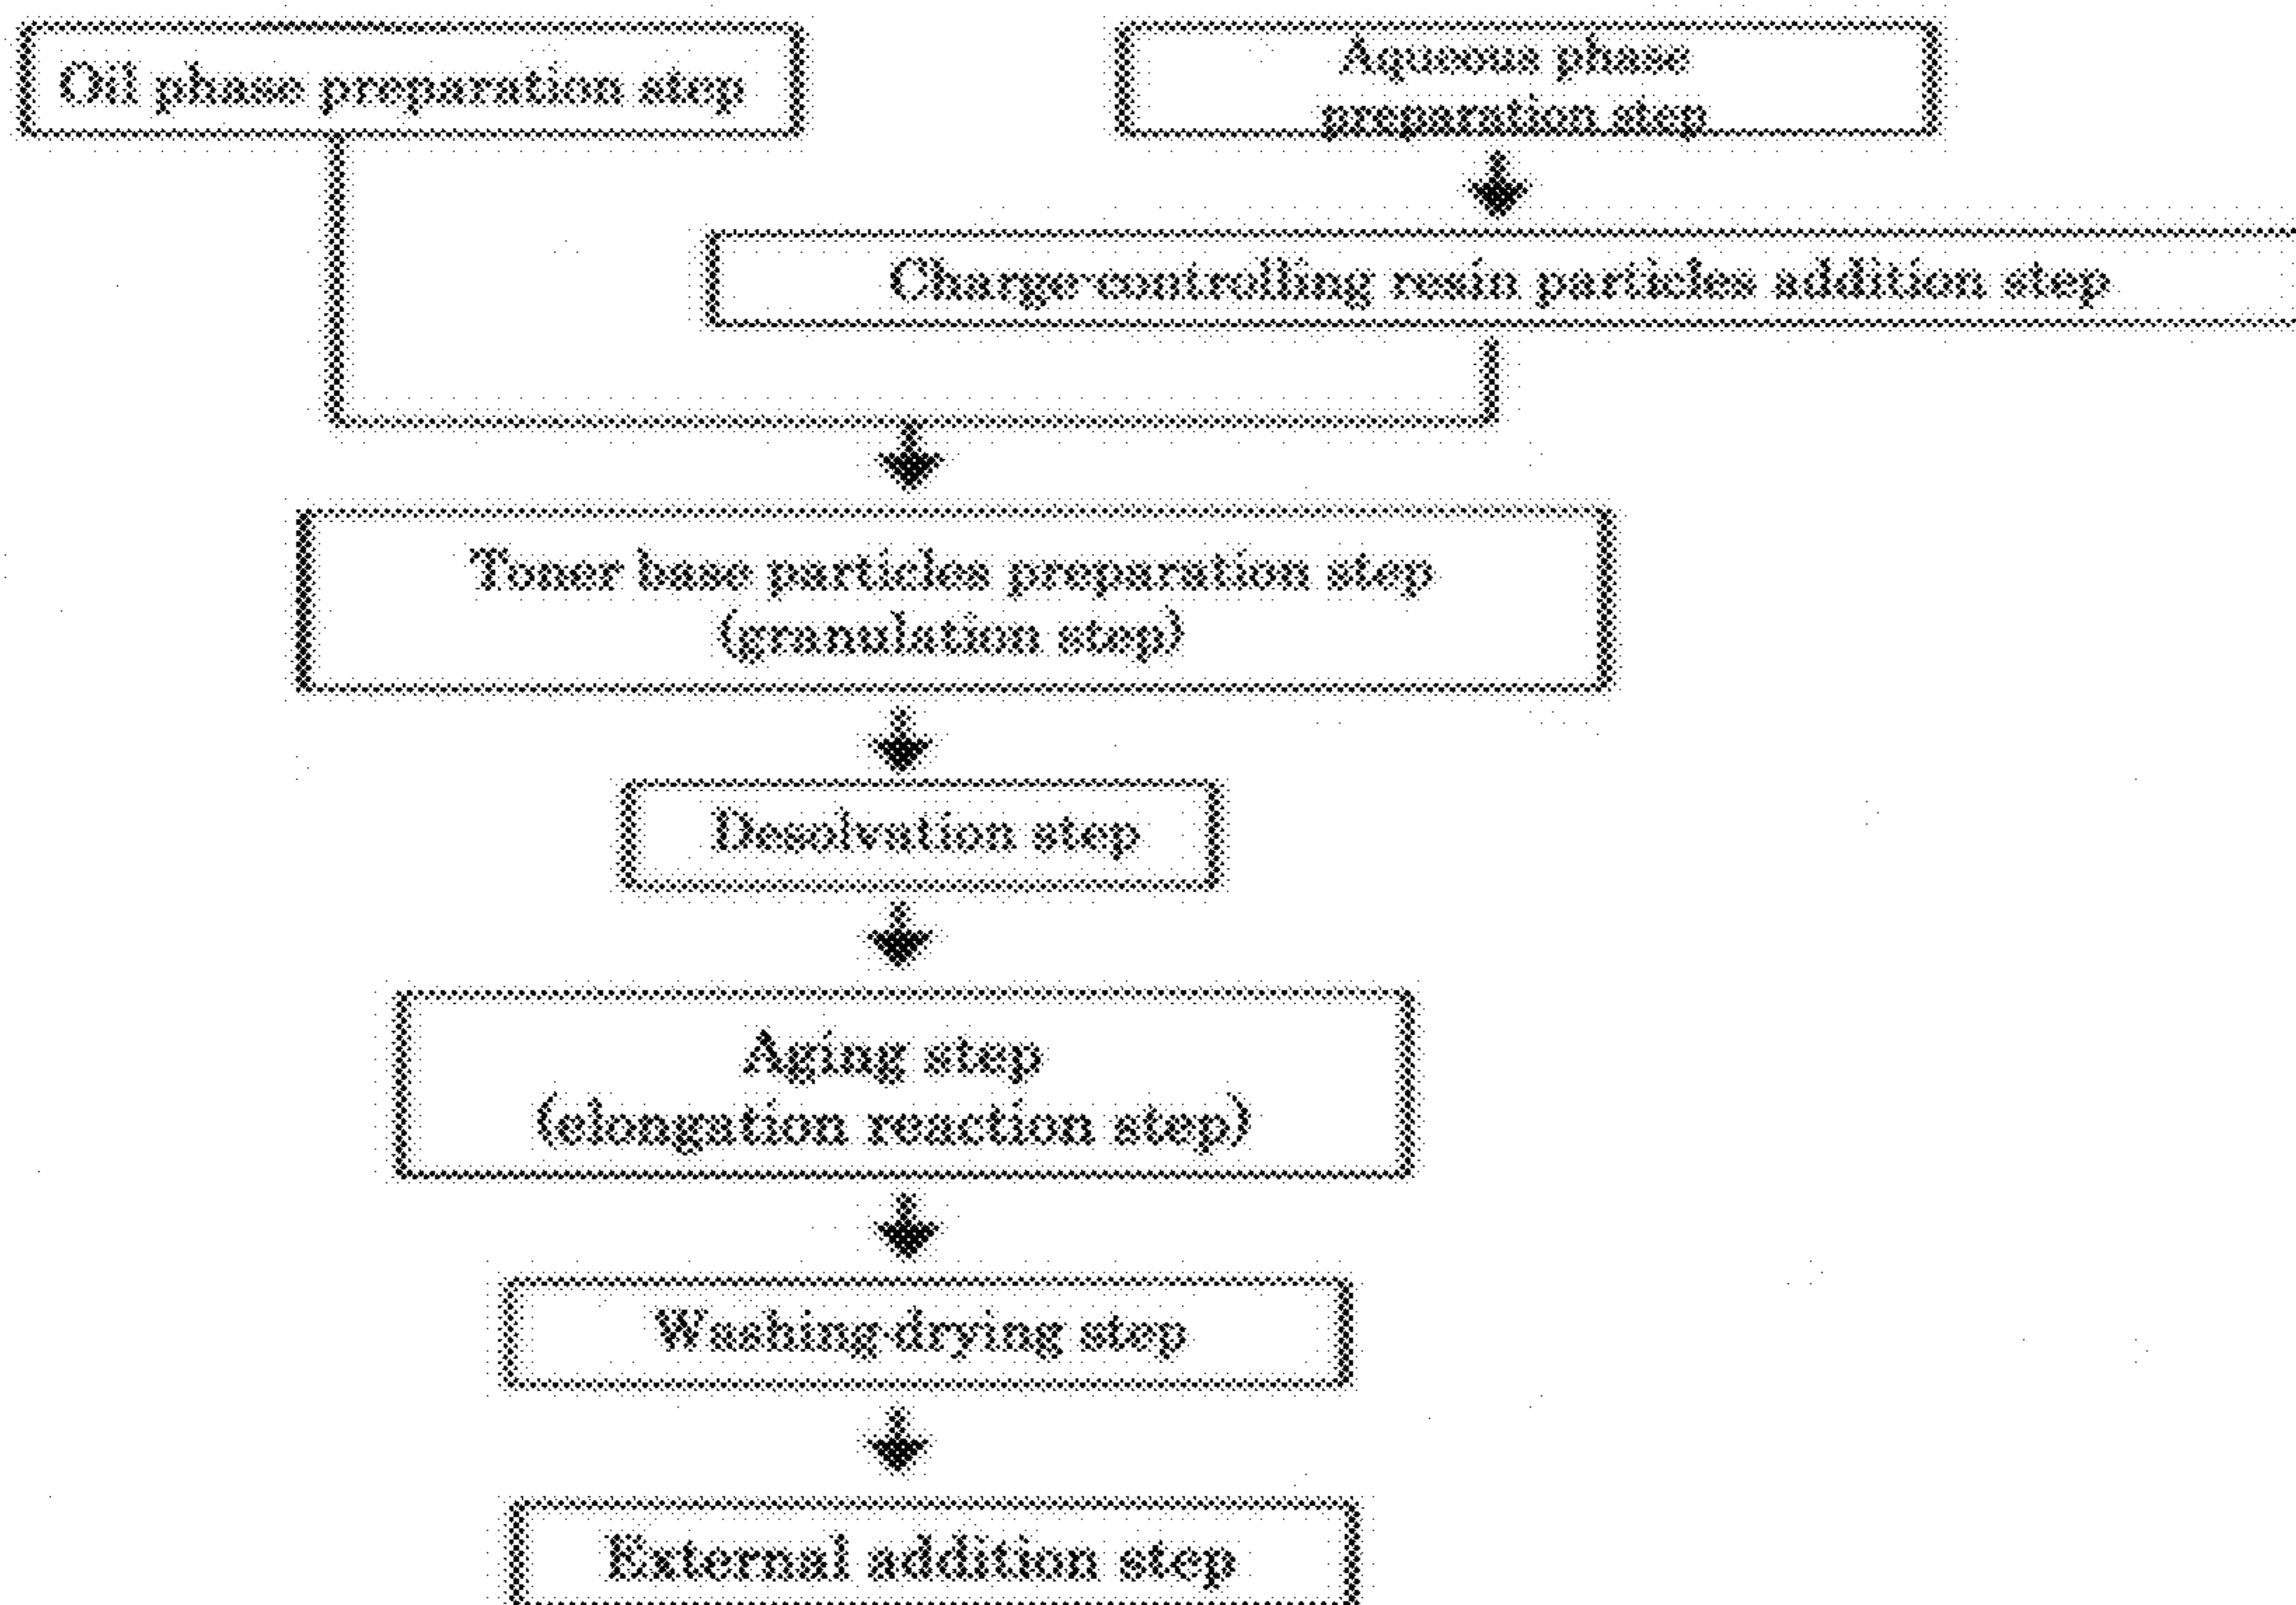 Oil phase preparation step
Aqueous phase
preparation step
Charge-controlling resin particles addition step
Toner base particles preparation step
(granulation step)
Desolvation step
Aging step
(elongation reaction step)
Washing-drying step
External addition step